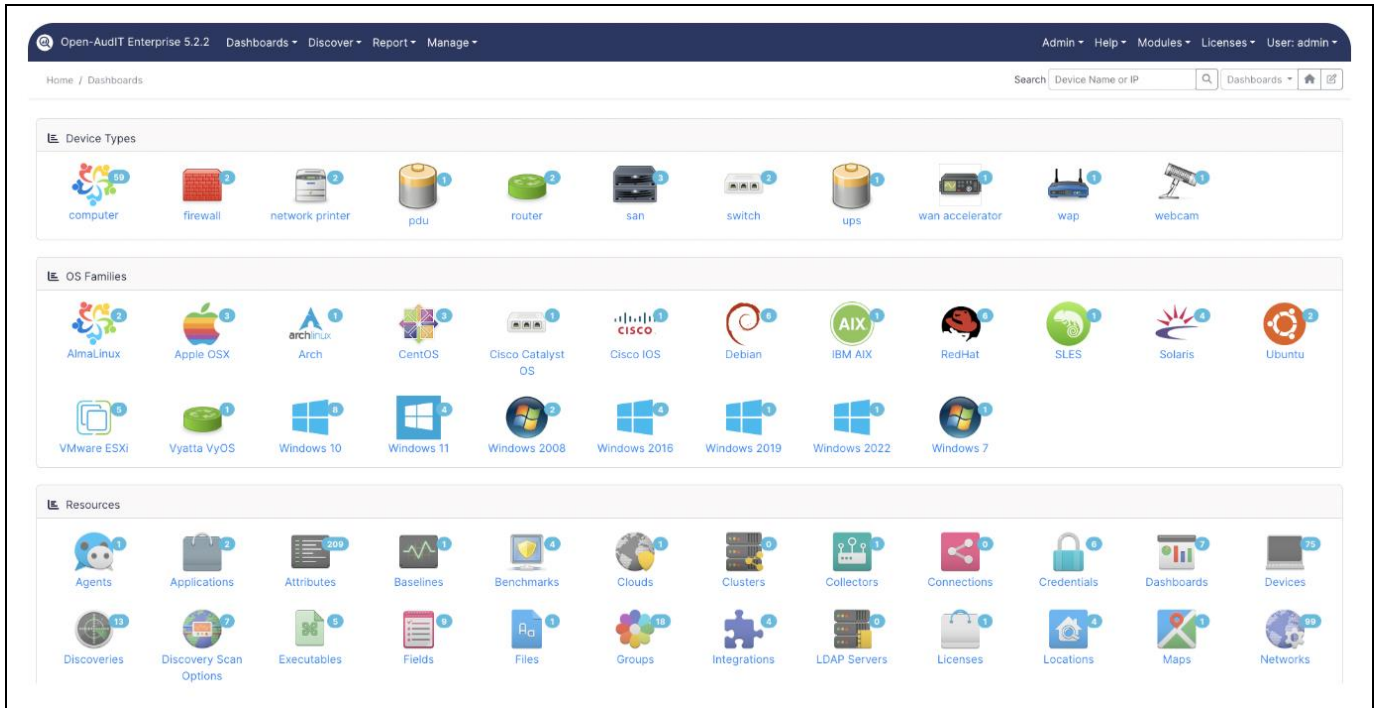 Open-AudIT Enterprise 5.2.2 Dashboards Discover Report Manage Admin Help Modules Licenses User: admin
Home / Dashboards Search Device Name or IP Dashboards
Device Types
59 2 2 1 2 3 2 1 1 1 1
computer firewall network printer pdu router san switch ups wan accelerator wap webcam
OS Families
2 3 1 3 1 1 6 1 6 1 4 2
archlinux CISCO AIX
AlmaLinux Apple OSX Arch CentOS Cisco Catalyst OS Cisco IOS Debian IBM AIX RedHat SLES Solaris Ubuntu
5 1 8 4 2 4 1 1 1
VMware ESXi Vyatta VyOS Windows 10 Windows 11 Windows 2008 Windows 2016 Windows 2019 Windows 2022 Windows 7
Resources
1 2 209 1 4 1 0 1 0 6 7 75
Agents Applications Attributes Baselines Benchmarks Clouds Clusters Collectors Connections Credentials Dashboards Devices
13 7 5 9 1 18 4 0 1 4 1 99
Discoveries Discovery Scan Options Executables Fields Files Groups Integrations LDAP Servers Licenses Locations Maps Networks